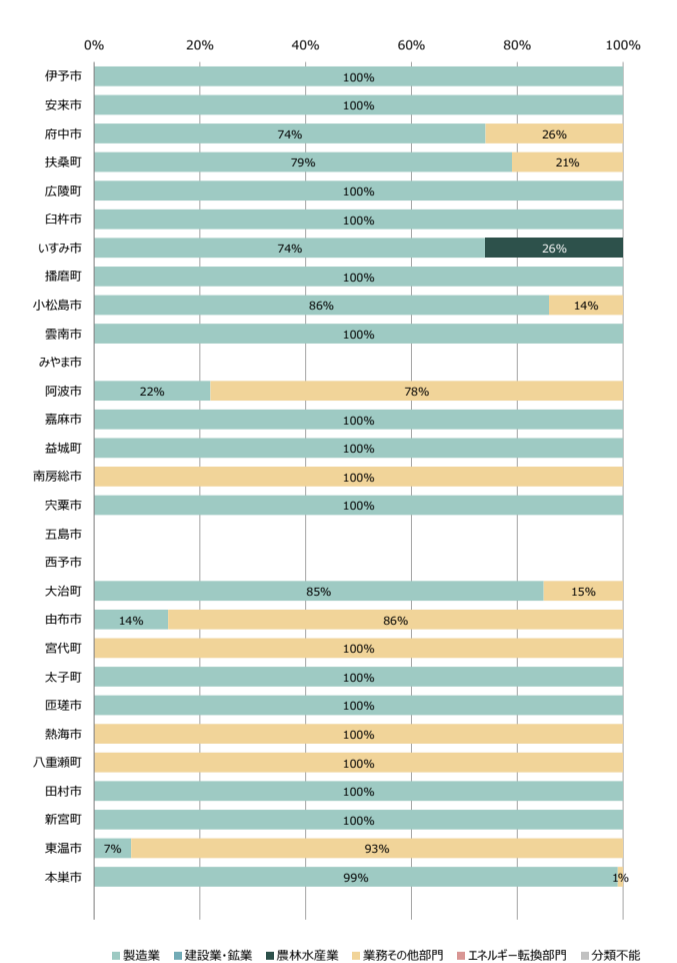 0% 20% 40% 60% 80% 100%
伊予市 100%
安来市 100%
府中市 74% 26%
扶桑町 79% 21%
広陵町 100%
臼杵市 100%
いすみ市 74% 26%
播磨町 100%
小松島市 86% 14%
雲南市 100%
みやま市
阿波市 22% 78%
嘉麻市 100%
益城町 100%
南房総市 100%
宍粟市 100%
五島市
西予市
大治町 85% 15%
由布市 14% 86%
宮代町 100%
太子町 100%
匝瑳市 100%
熱海市 100%
八重瀬町 100%
田村市 100%
新宮町 100%
東温市 7% 93%
本巣市 99% 1%
製造業 建設業・鉱業 農林水産業 業務その他部門 エネルギー転換部門 分類不能